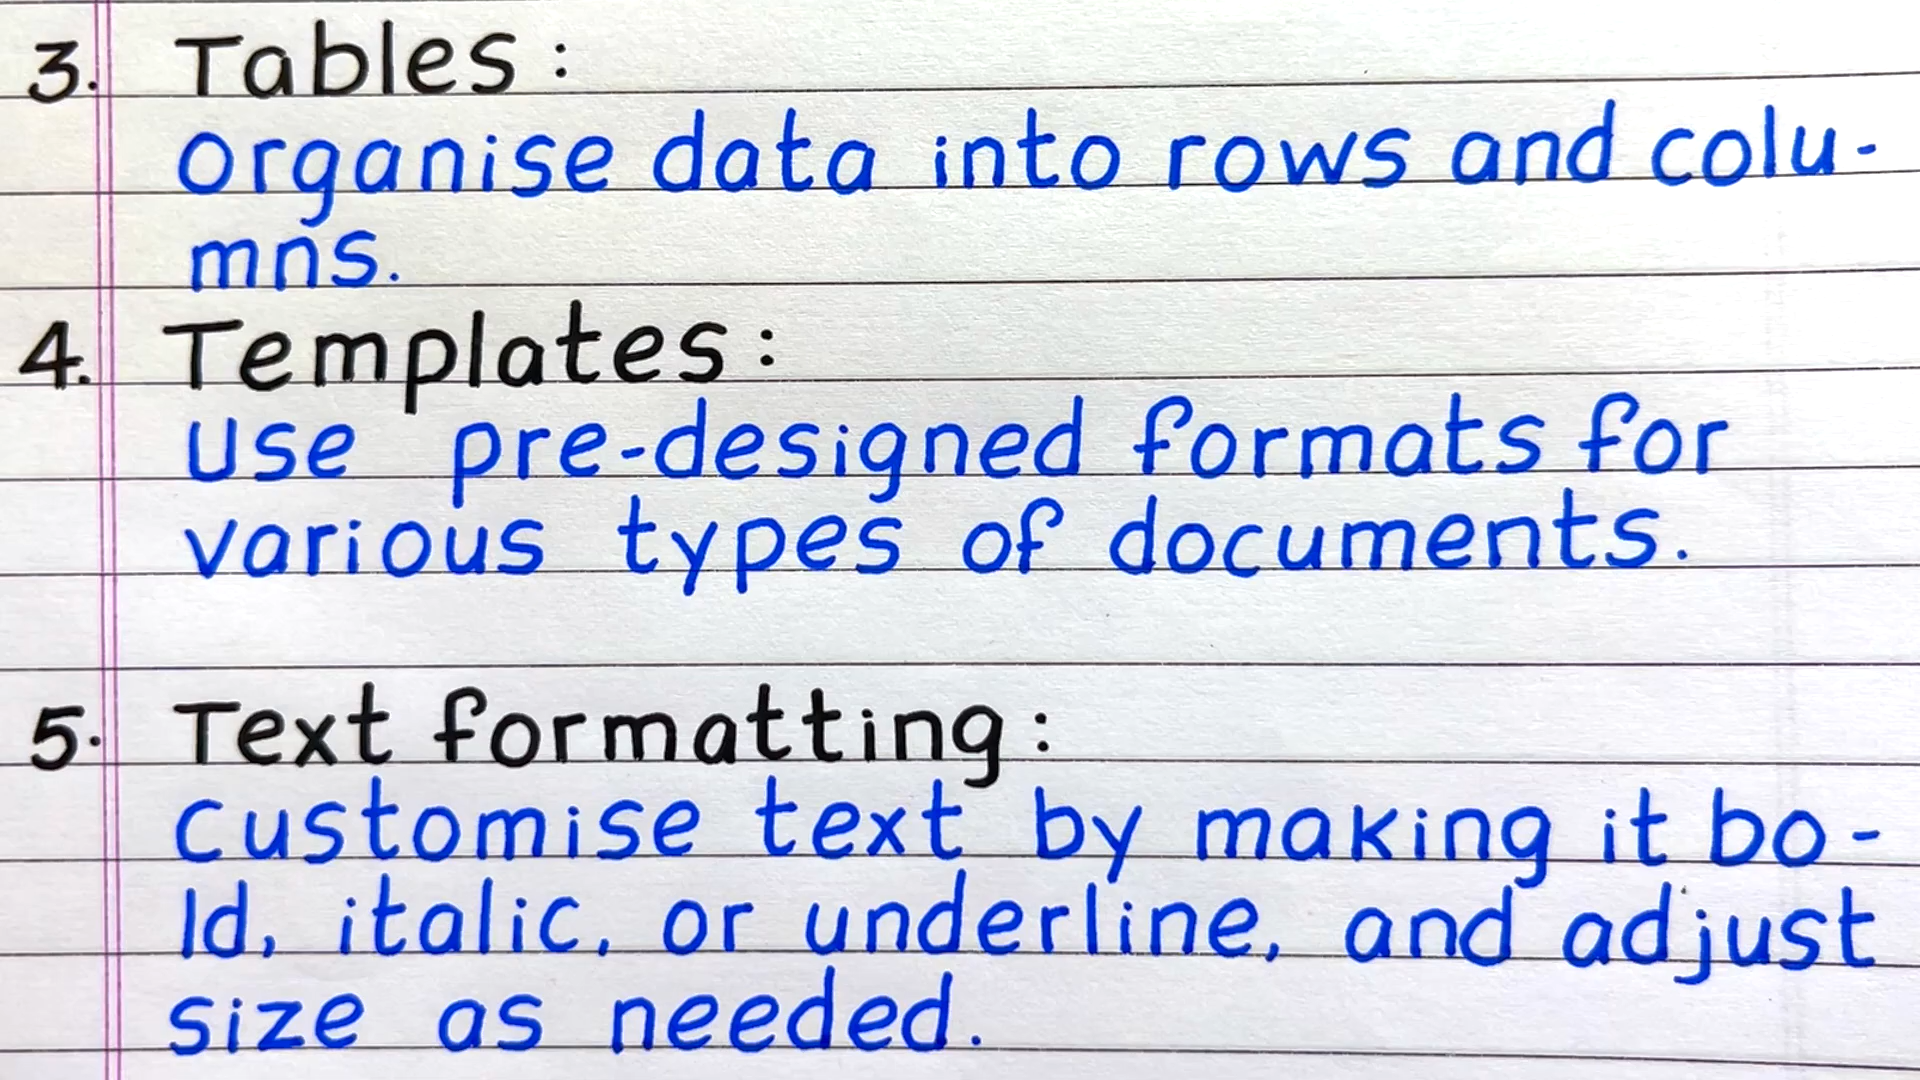 3. Tables:
organise data into rows and colu-
mns.
4. Templates:
use pre-designed formats for
various types of documents.
5. Text formatting:
customise text by making it bo-
ld, italic, or underline, and adjust
size as needed.